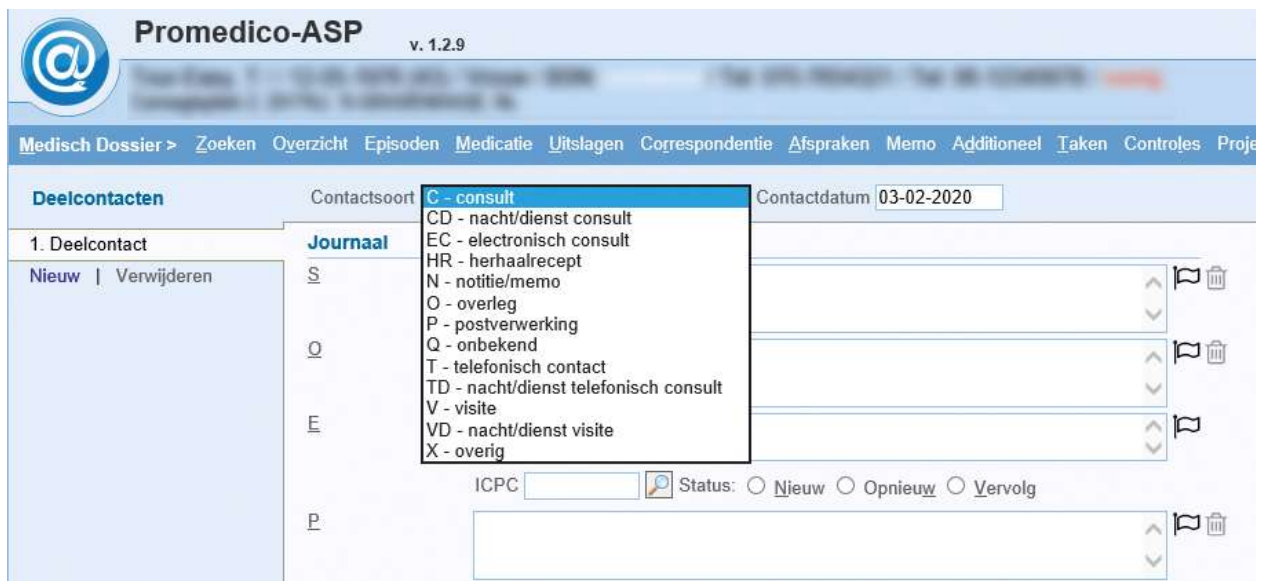 Promedico-ASP v. 1.2.9
Medisch Dossier > Zoeken Overzicht Episoden Medicatie Uitslagen Correspondentie Afspraken Memo Additioneel Taken Controles Proje
Deelcontacten Contactsoort C - consult Contactdatum 03-02-2020
CD - nacht/dienst consult
EC - electronisch consult
HR - herhaalrecept
N - notitie/memo
O - overleg
P - postverwerking
Q - onbekend
T - telefonisch contact
TD - nacht/dienst telefonisch consult
V - visite
VD - nacht/dienst visite
X - overig
1. Deelcontact
Nieuw | Verwijderen
Journaal
S
O
E
ICPC Status: Nieuw Opnieuw Vervolg
P